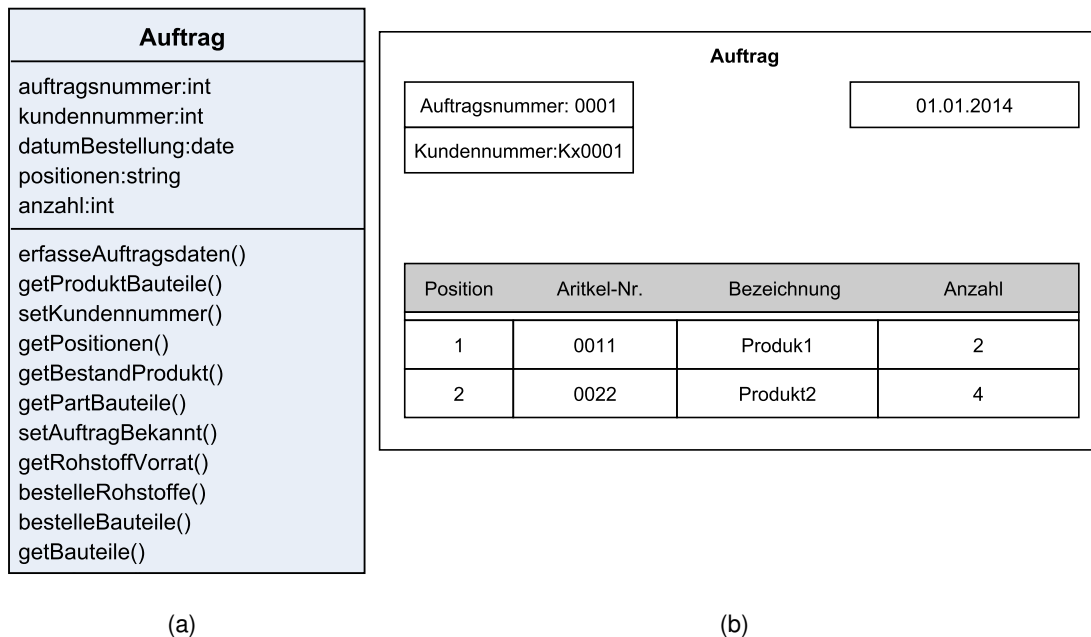 Auftrag
auftragsnummer:int
kundennummer:int
datumBestellung:date
positionen:string
anzahl:int
erfasseAuftragsdaten()
getProduktBauteile()
setKundennummer()
getPositionen()
getBestandProdukt()
getPartBauteile()
setAuftragBekannt()
getRohstoffVorrat()
bestelleRohstoffe()
bestelleBauteile()
getBauteile()
(a)
Auftrag
Auftragsnummer: 0001
01.01.2014
Kundennummer:Kx0001
Position Aritkel-Nr. Bezeichnung Anzahl
1 0011 Produk1 2
2 0022 Produkt2 4
(b)